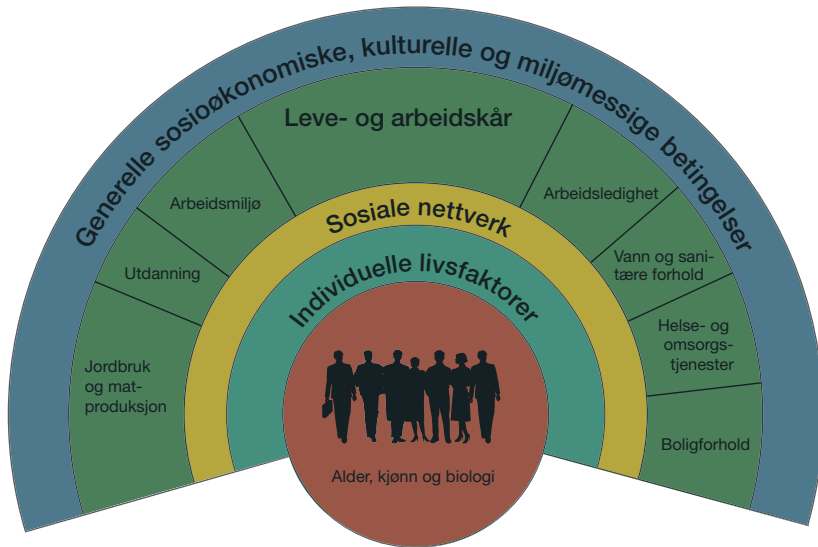 Generelle sosioøkonomiske, kulturelle og miljømessige betingelser
Leve- og arbeidskår
Arbeidsmiljø
Arbeidsledighet
Sosiale nettverk
Utdanning
Vann og sani-
tære forhold
Individuelle livsfaktorer
Jordbruk
og mat-
produksjon
Helse- og
omsorgs-
tjenester
Boligforhold
Alder, kjønn og biologi